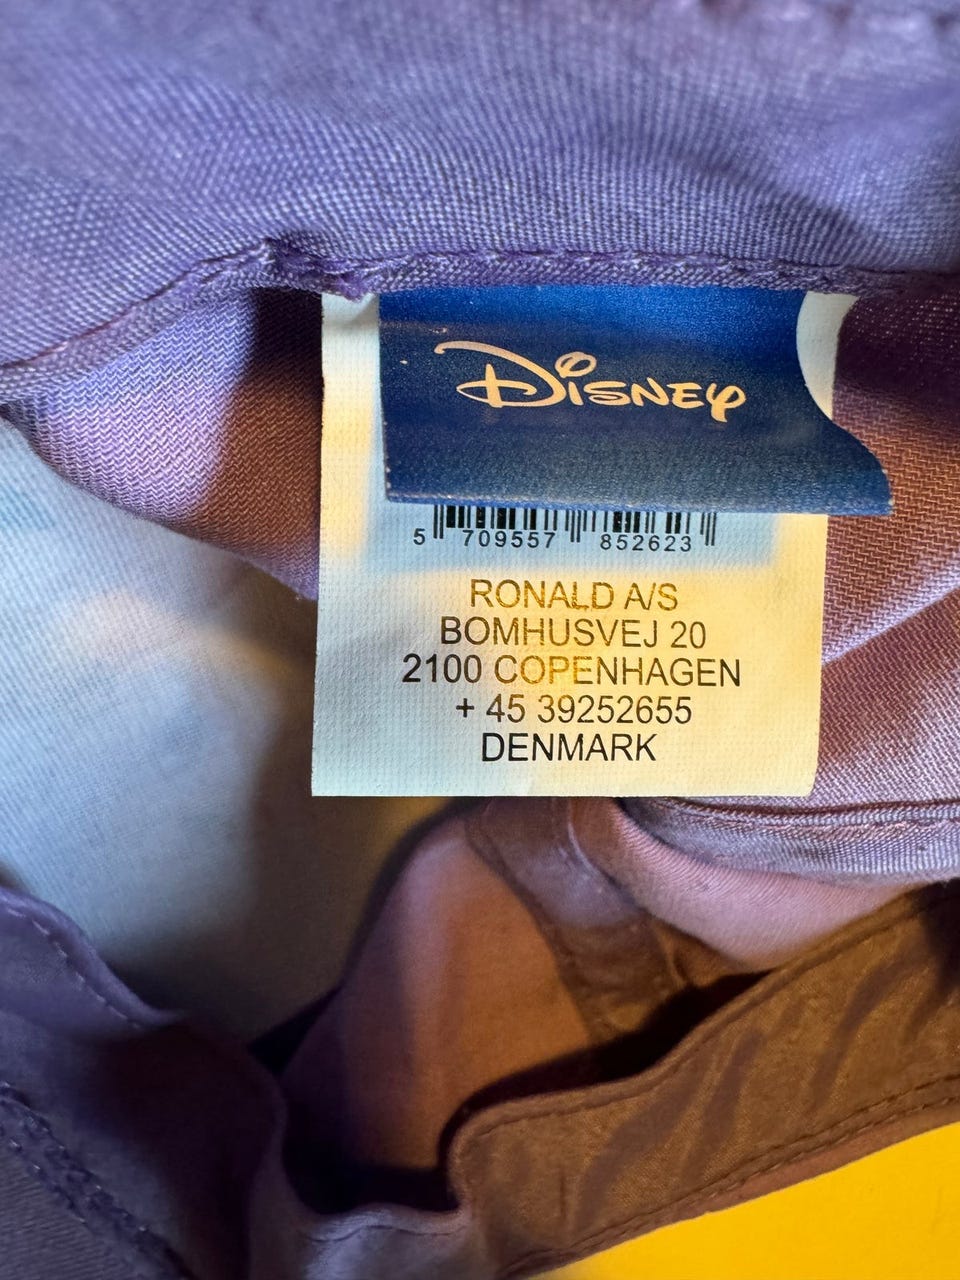 DISNEY
5 709557 852623
RONALD A/S
BOMHUSVEJ 20
2100 COPENHAGEN
+ 45 39252655
DENMARK